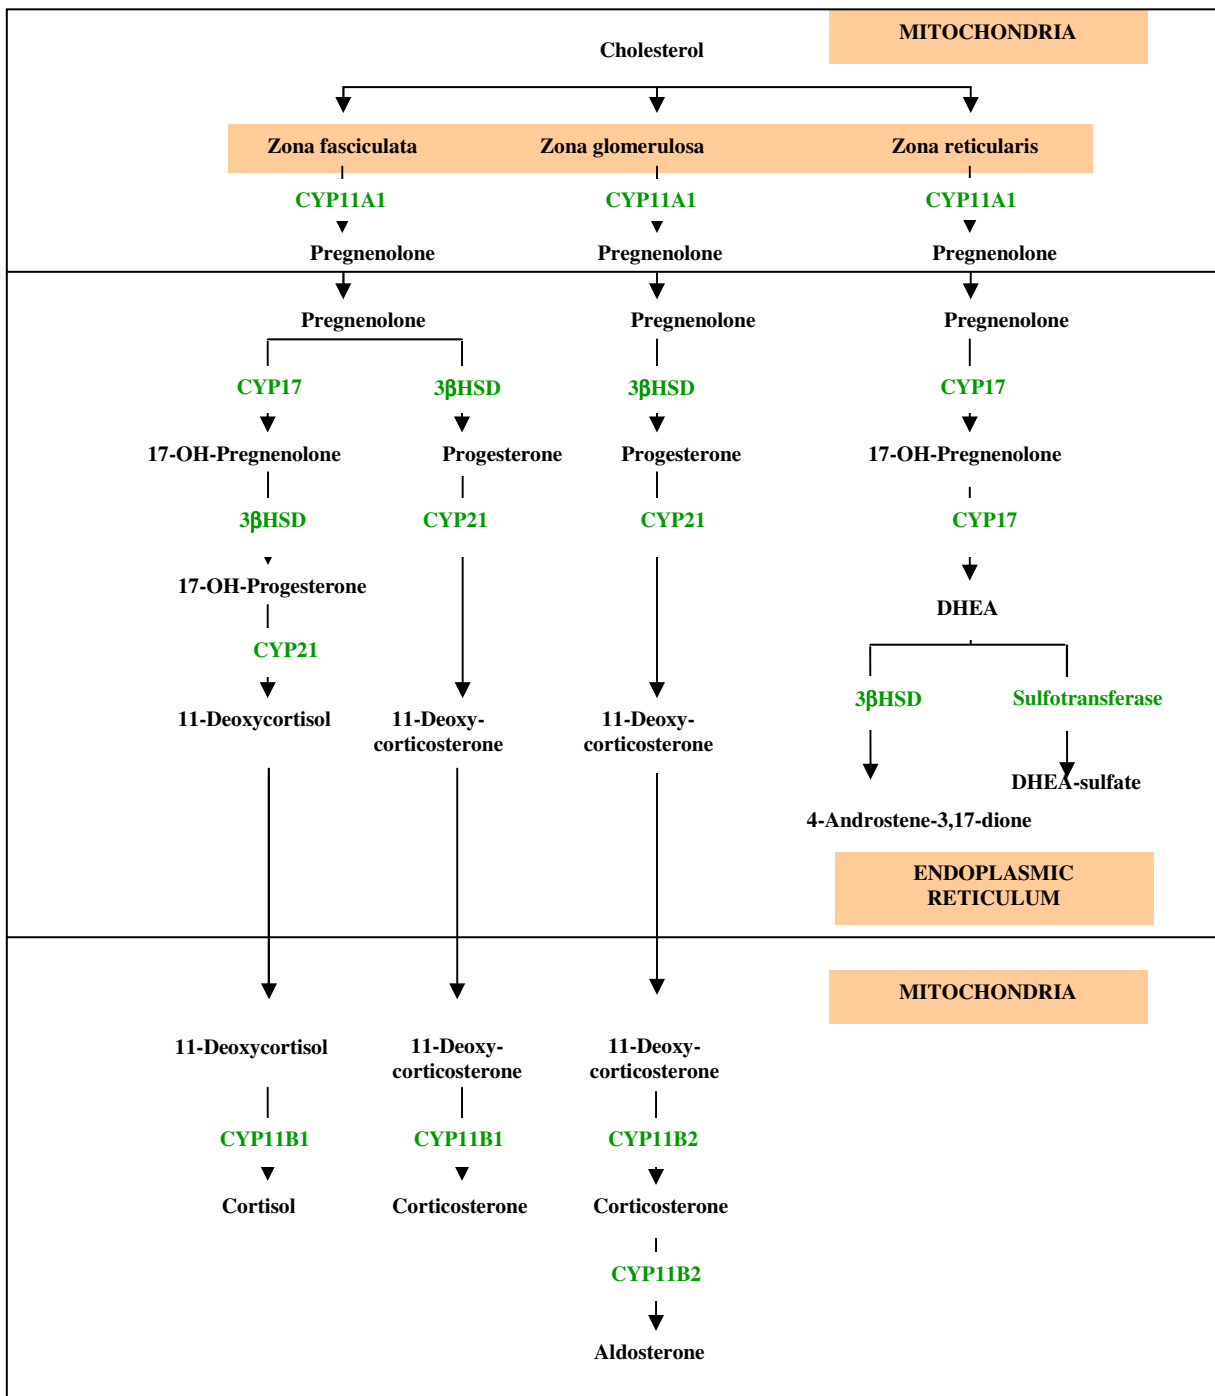 MITOCHONDRIA
Cholesterol
Zona fasciculata Zona glomerulosa Zona reticularis
CYP11A1 CYP11A1 CYP11A1
Pregnenolone Pregnenolone Pregnenolone
Pregnenolone Pregnenolone Pregnenolone
CYP17 3βHSD 3βHSD CYP17
17-OH-Pregnenolone Progesterone Progesterone 17-OH-Pregnenolone
3βHSD CYP21 CYP21 CYP17
17-OH-Progesterone
DHEA
CYP21
3βHSD Sulfotransferase
11-Deoxycortisol 11-Deoxy- 11-Deoxy-
corticosterone corticosterone
DHEA-sulfate
4-Androstene-3,17-dione
ENDOPLASMIC
RETICULUM
MITOCHONDRIA
11-Deoxycortisol 11-Deoxy- 11-Deoxy-
corticosterone corticosterone
CYP11B1 CYP11B1 CYP11B2
Cortisol Corticosterone Corticosterone
CYP11B2
Aldosterone